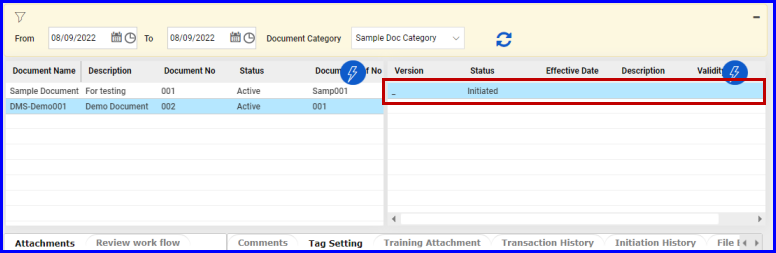 From 08/09/2022 To 08/09/2022 Document Category Sample Doc Category
Document Name Description Document No Status Docum f No Version Status Effective Date Description Validity
Sample Document For testing 001 Active Samp001 _ Initiated
DMS-Demo001 Demo Document 002 Active 001
Attachments Review work flow Comments Tag Setting Training Attachment Transaction History Initiation History File